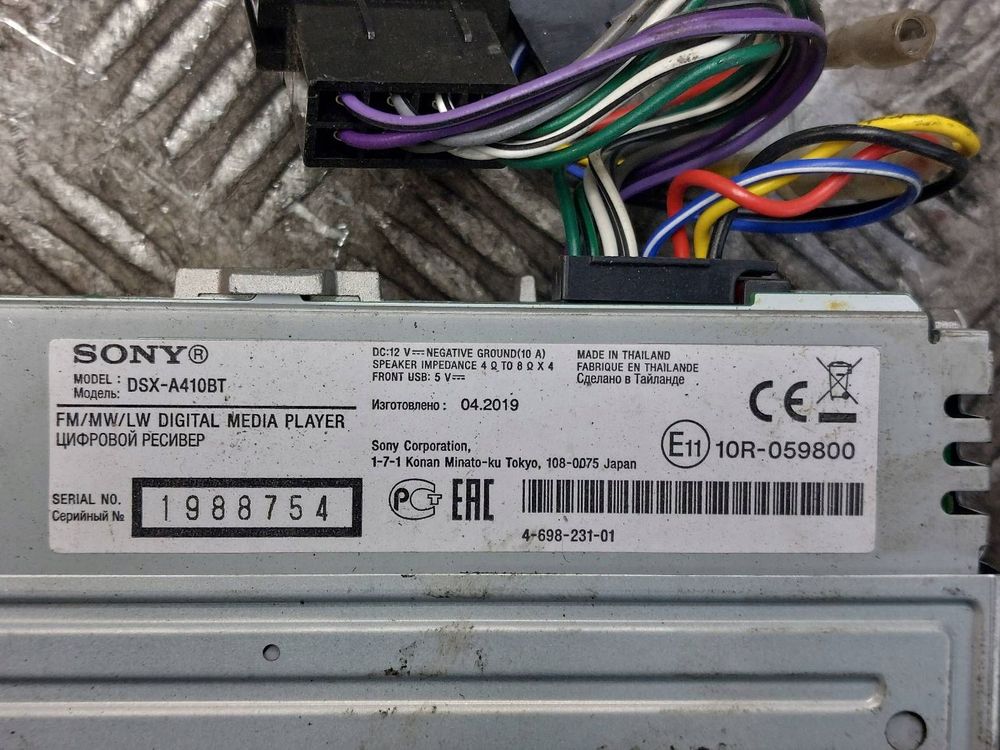 SONY®
MODEL : DSX-A410BT
Модель:
FM/MW/LW DIGITAL MEDIA PLAYER
ЦИФРОВОЙ РЕСИВЕР
SERIAL NO. 1988754
Серийный №
DC:12 V⎓NEGATIVE GROUND(10 A)
SPEAKER IMPEDANCE 4 Ω TO 8 Ω X 4
FRONT USB: 5 V⎓
Изготовлено : 04.2019
Sony Corporation,
1-7-1 Konan Minato-ku Tokyo, 108-0075 Japan
MADE IN THAILAND
FABRIQUE EN THAILANDE
Сделано в Тайланде
CE
E11 10R-059800
РСТ EAC
4-698-231-01